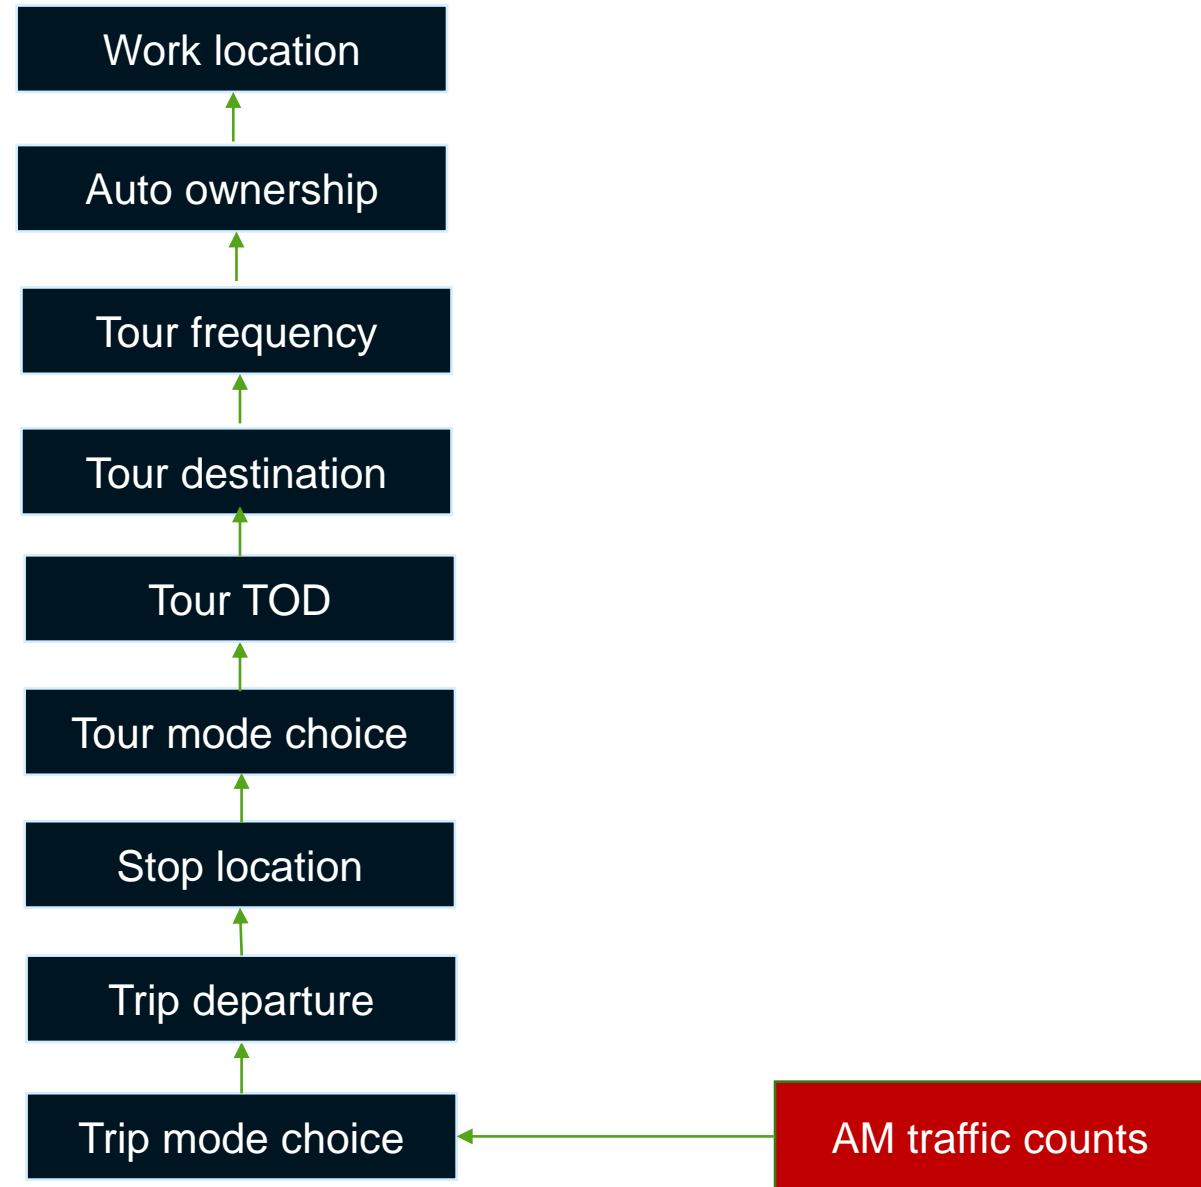 Work location
Auto ownership
Tour frequency
Tour destination
Tour TOD
Tour mode choice
Stop location
Trip departure
Trip mode choice
AM traffic counts